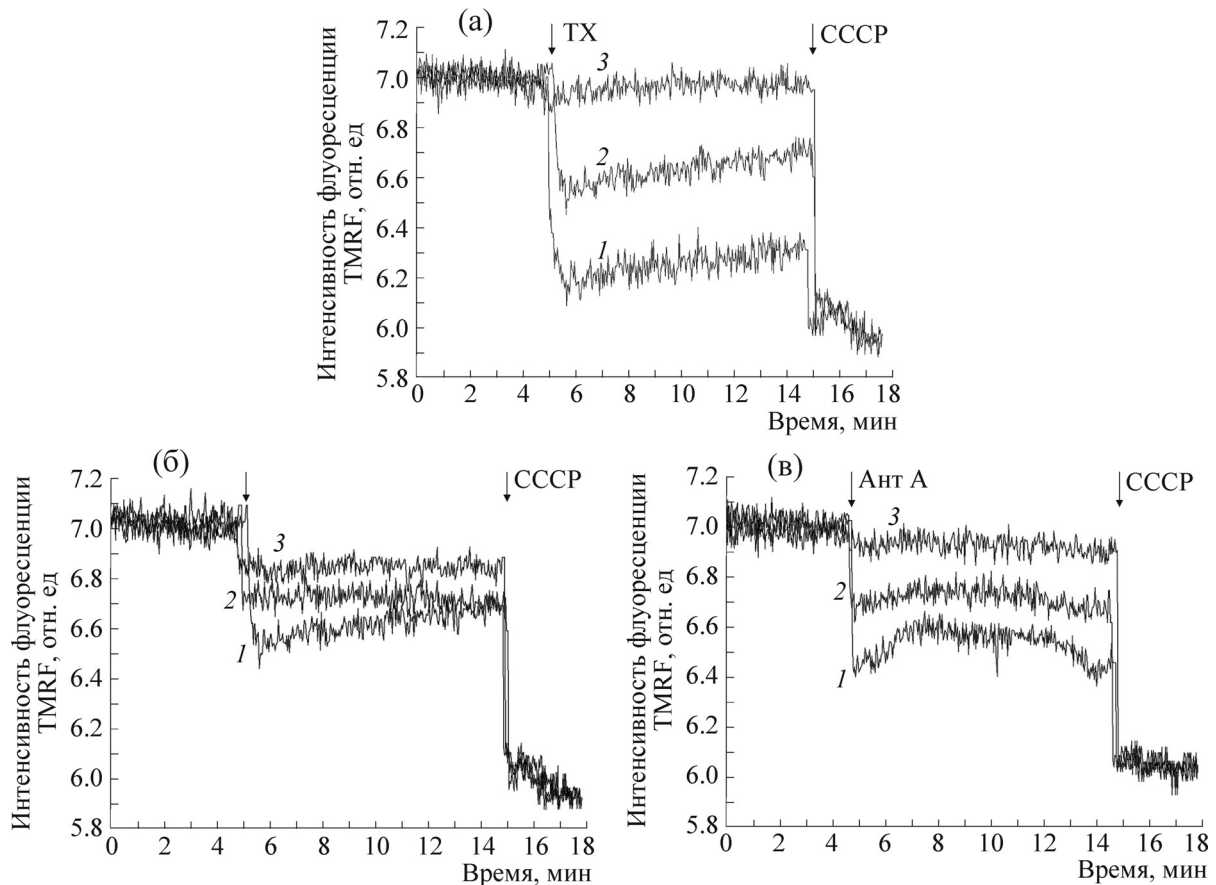 (а)
Интенсивность флуоресценции
TMRF, отн. ед
7.2
7.0
6.8
6.6
6.4
6.2
6.0
5.8
TX
CCCP
3
2
1
0 2 4 6 8 10 12 14 16 18
Время, мин
(б)
Интенсивность флуоресценции
TMRF, отн. ед
7.2
7.0
6.8
6.6
6.4
6.2
6.0
5.8
CCCP
3
2
1
0 2 4 6 8 10 12 14 16 18
Время, мин
(в)
Интенсивность флуоресценции
TMRF, отн. ед
7.2
7.0
6.8
6.6
6.4
6.2
6.0
5.8
Ант А
CCCP
3
2
1
0 2 4 6 8 10 12 14 16 18
Время, мин